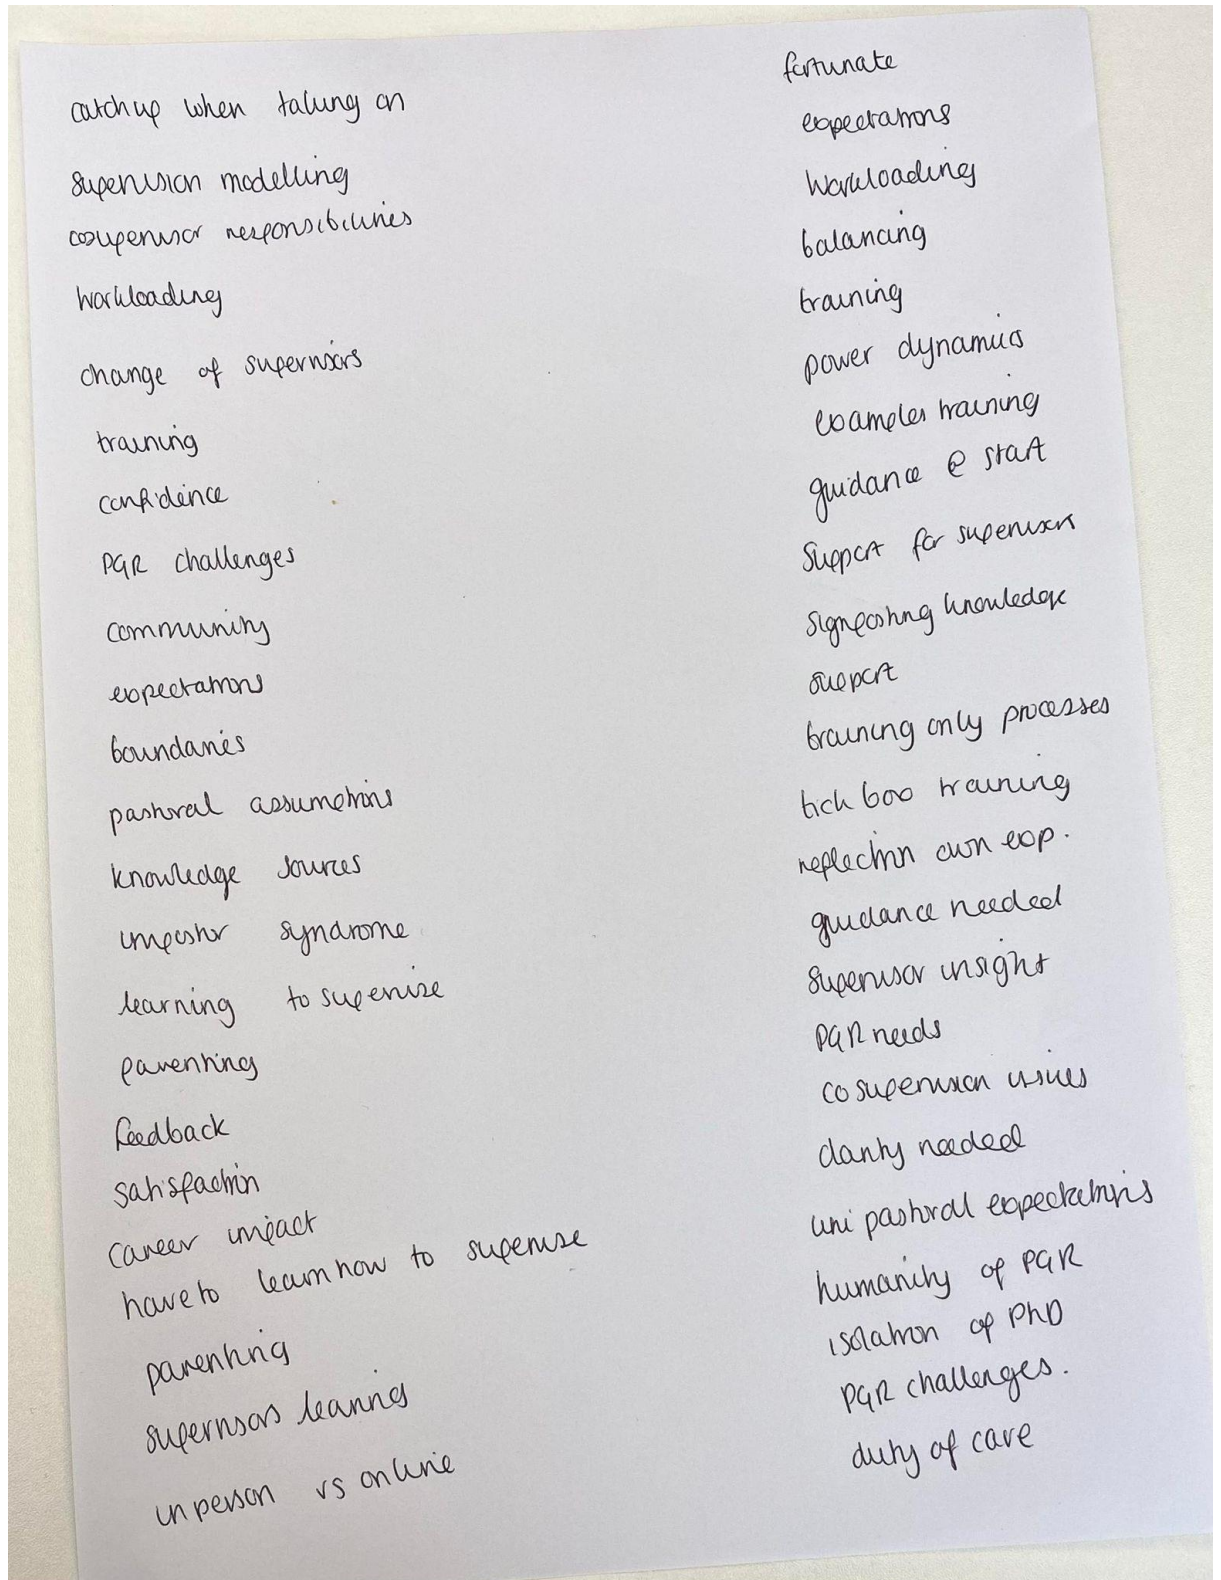 catch up when taking on
supervision modelling
cosupervisor responsibilities
workloading
change of supervisors
training
confidence
PGR challenges
community
expectations
boundaries
pastoral assumptions
knowledge sources
imposter syndrome
learning to supervise
parenting
feedback
satisfaction
career impact
have to learn how to supervise
parenting
supervisors learning
in person vs online
fortunate
expectations
workloading
balancing
training
power dynamics
examples training
guidance @ start
support for supervisors
signposting knowledge
support
training only processes
tick box training
reflection own exp.
guidance needed
supervisor insight
PGR needs
co supervision issues
clarity needed
uni pastoral expectations
humanity of PGR
isolation of PhD
PGR challenges.
duty of care